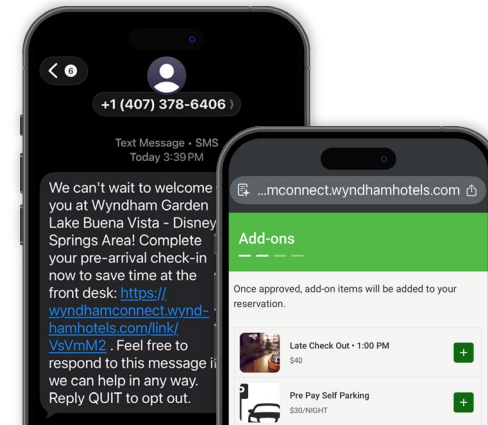 6
+1 (407) 378-6406
Text Message • SMS
Today 3:39 PM
We can't wait to welcome
you at Wyndham Garden
Lake Buena Vista - Disney
Springs Area! Complete
your pre-arrival check-in
now to save time at the
front desk: https://
wyndhamconnect.wynd-
hamhotels.com/link/
VsVmM2 . Feel free to
respond to this message if
we can help in any way.
Reply QUIT to opt out.
...mconnect.wyndhamhotels.com
Add-ons
Once approved, add-on items will be added to your
reservation.
Late Check Out • 1:00 PM
$40
+
P
Pre Pay Self Parking
$30/NIGHT
+